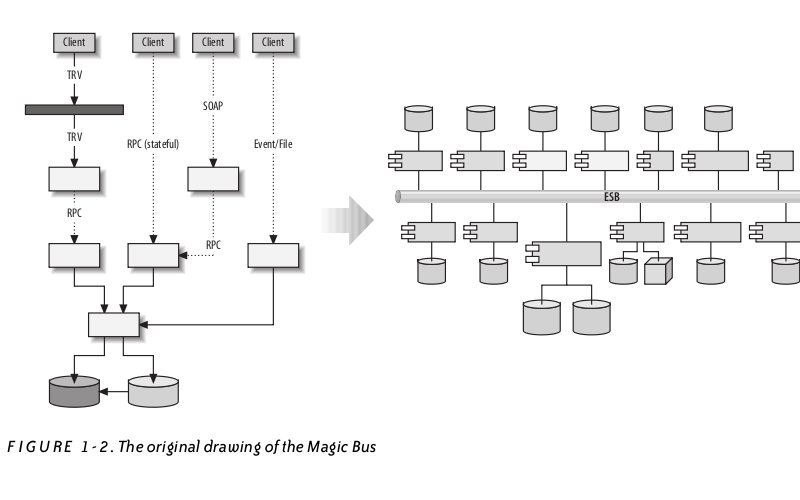 Client
Client
Client
Client
TRV
SOAP
TRV
RPC (stateful)
Event/File
ESB
RPC
RPC
FIGURE 1-2. The original drawing of the Magic Bus